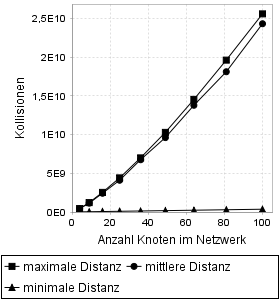 2,5E10
2E10
1,5E10
1E10
5E9
0E0
Kollisionen
0 20 40 60 80 100
Anzahl Knoten im Netzwerk
maximale Distanz mittlere Distanz
minimale Distanz